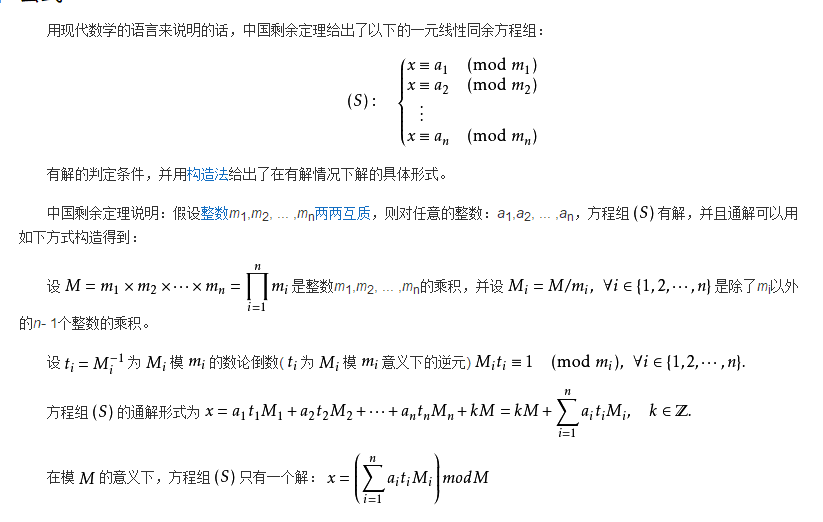 用现代数学的语言来说明的话，中国剩余定理给出了以下的一元线性同余方程组：
(S) : { x ≡ a₁ (mod m₁)
x ≡ a₂ (mod m₂)
⋮
x ≡ aₙ (mod mₙ)
有解的判定条件，并用构造法给出了在有解情况下解的具体形式。
中国剩余定理说明：假设整数m₁,m₂, ... ,mₙ两两互质，则对任意的整数：a₁,a₂, ... ,aₙ，方程组 (S) 有解，并且通解可以用
如下方式构造得到：
设 M = m₁ × m₂ × ⋯ × mₙ = ∏ᵢ₌₁ⁿ mᵢ 是整数m₁,m₂, ... ,mₙ的乘积，并设 Mᵢ = M/mᵢ, ∀i ∈ {1,2,⋯,n} 是除了mᵢ以外
的n- 1个整数的乘积。
设 tᵢ = Mᵢ⁻¹ 为 Mᵢ 模 mᵢ 的数论倒数( tᵢ 为 Mᵢ 模 mᵢ 意义下的逆元) Mᵢtᵢ ≡ 1 (mod mᵢ), ∀i ∈ {1,2,⋯,n}.
方程组 (S) 的通解形式为 x = a₁t₁M₁ + a₂t₂M₂ + ⋯ + aₙtₙMₙ + kM = kM + ∑ᵢ₌₁ⁿ aᵢtᵢMᵢ, k ∈ ℤ.
在模 M 的意义下，方程组 (S) 只有一个解：x = (∑ᵢ₌₁ⁿ aᵢtᵢMᵢ) mod M